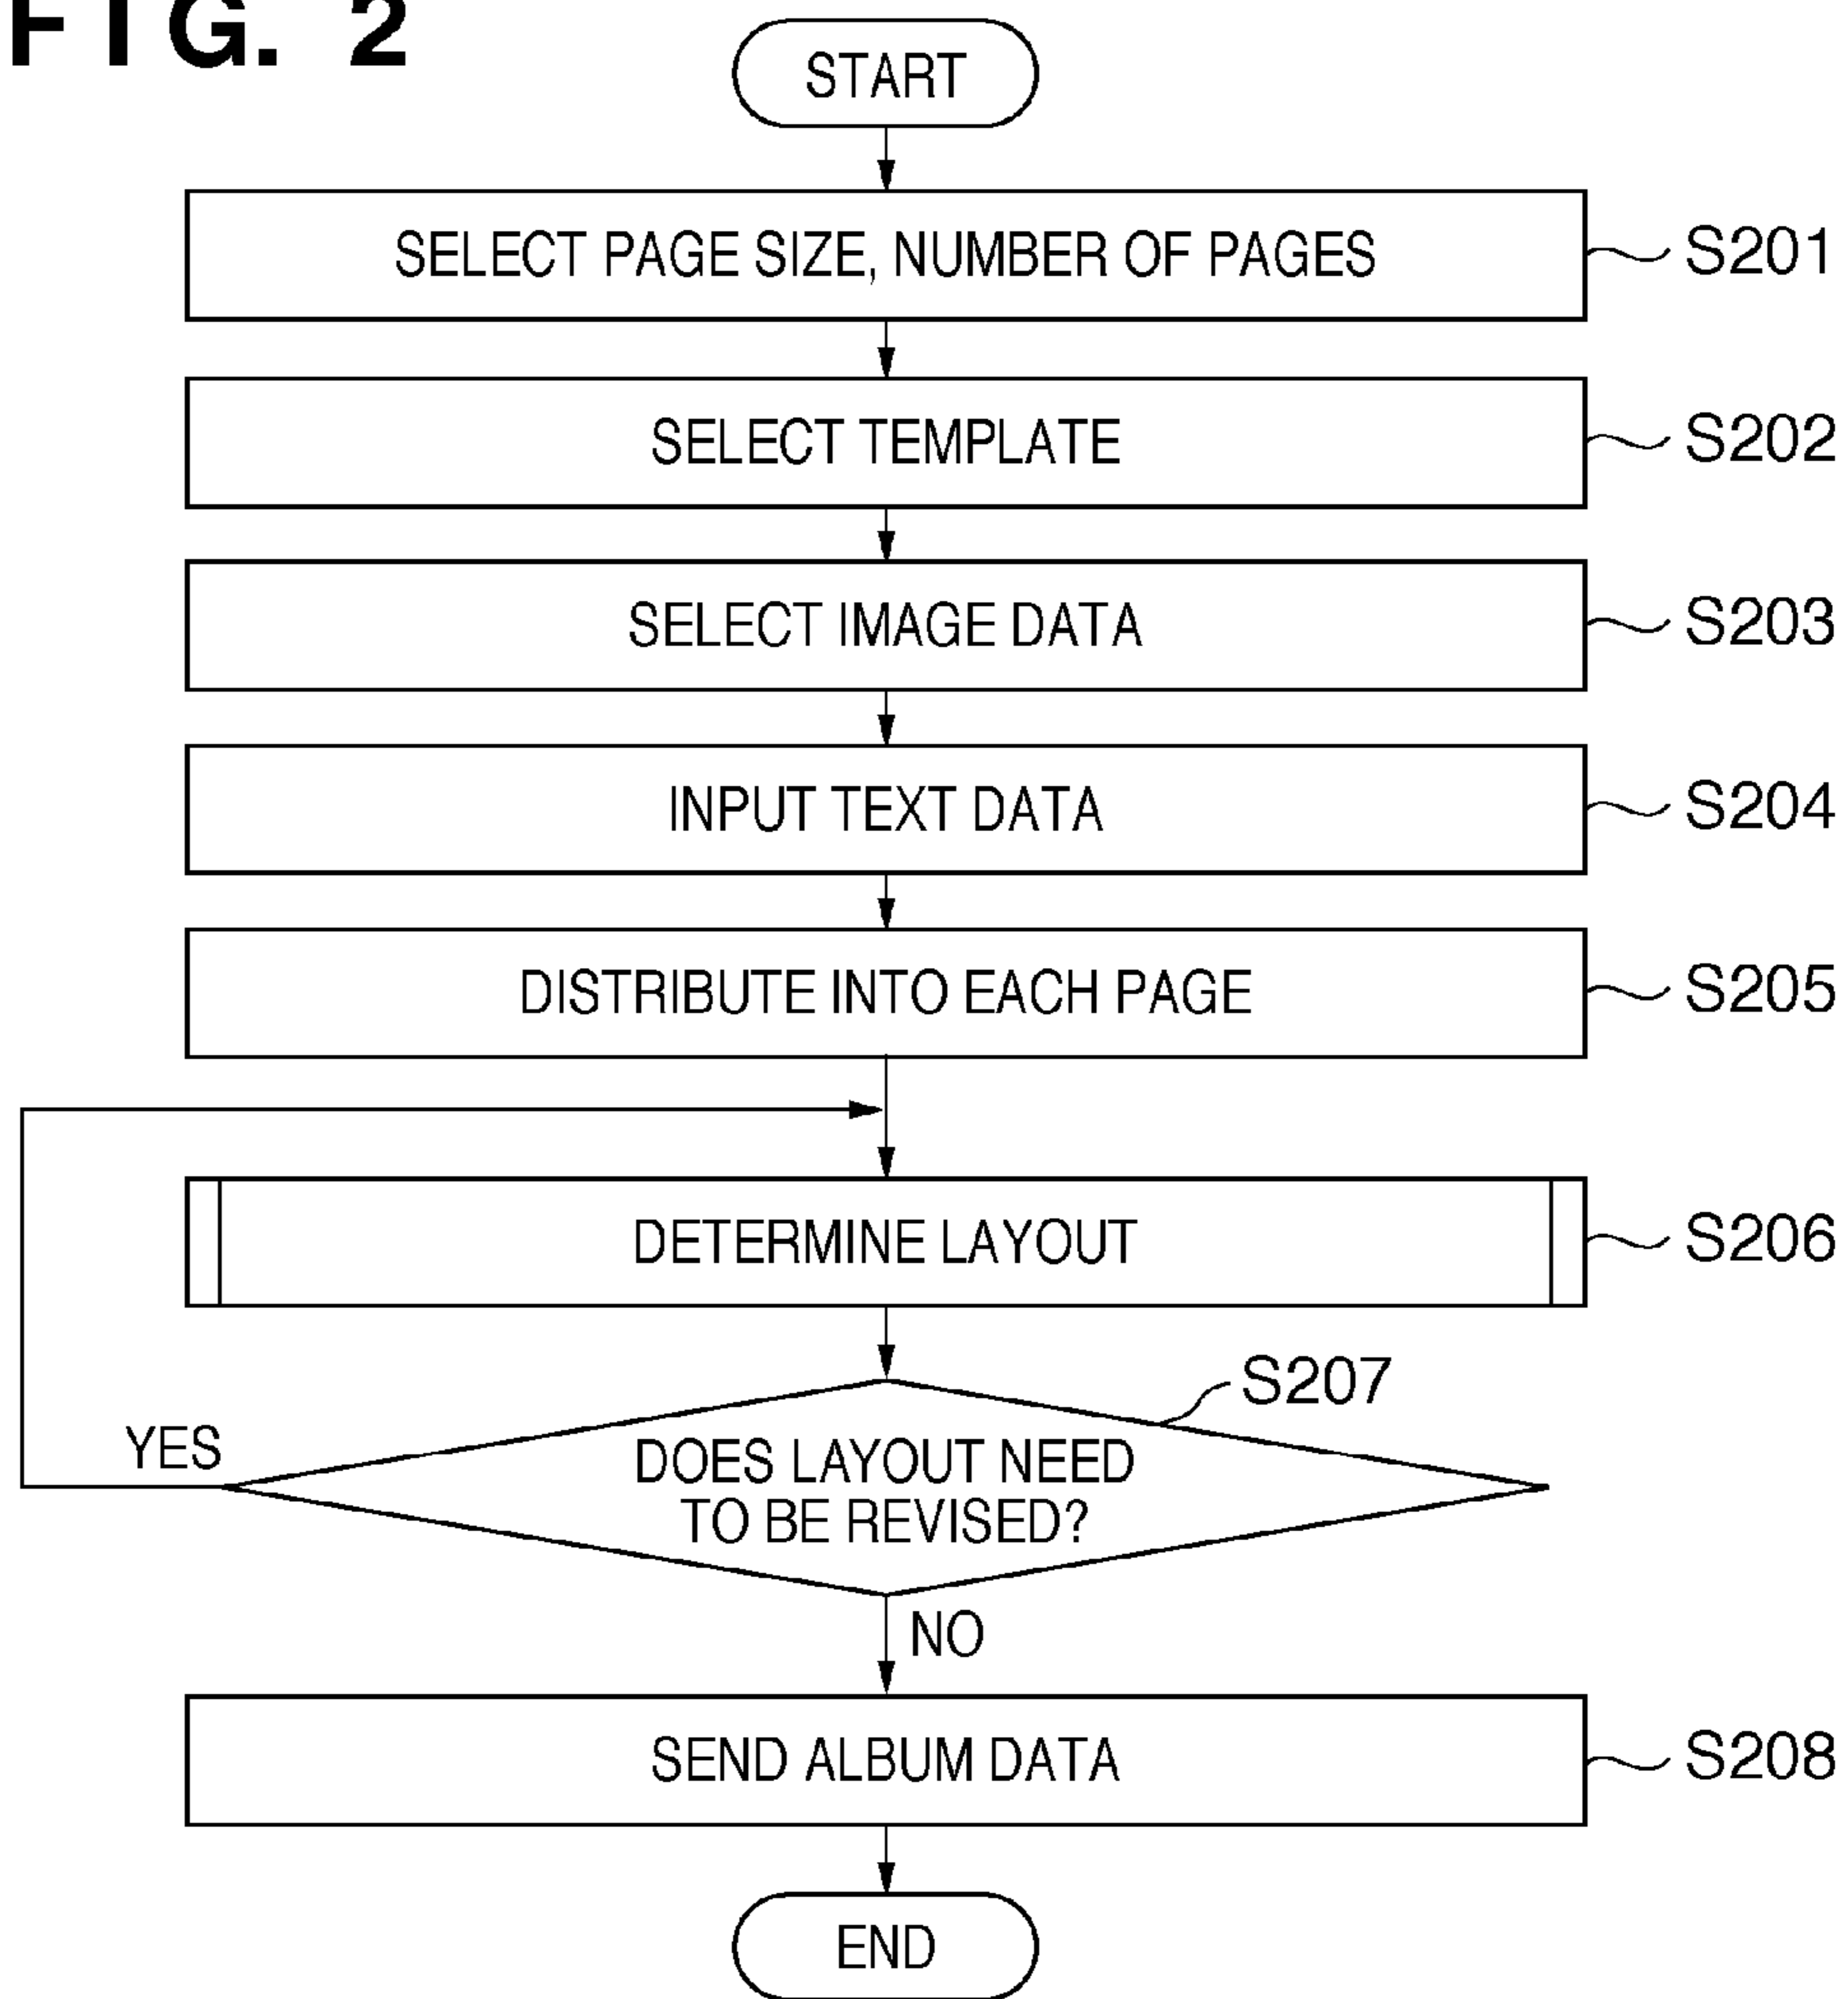 FIG. 2
START
SELECT PAGE SIZE, NUMBER OF PAGES
S201
SELECT TEMPLATE
S202
SELECT IMAGE DATA
S203
INPUT TEXT DATA
S204
DISTRIBUTE INTO EACH PAGE
S205
DETERMINE LAYOUT
S206
S207
YES
DOES LAYOUT NEED
TO BE REVISED?
NO
SEND ALBUM DATA
S208
END